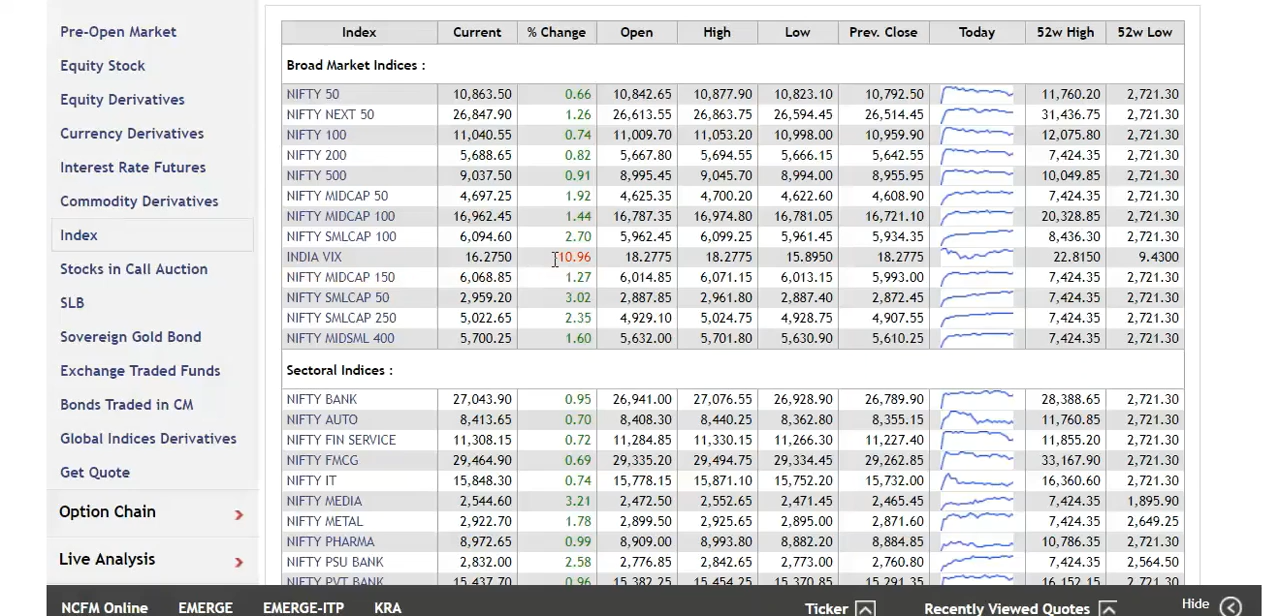 Pre-Open Market
Equity Stock
Equity Derivatives
Currency Derivatives
Interest Rate Futures
Commodity Derivatives
Index
Stocks in Call Auction
SLB
Sovereign Gold Bond
Exchange Traded Funds
Bonds Traded in CM
Global Indices Derivatives
Get Quote
Option Chain
Live Analysis
Index Current % Change Open High Low Prev. Close Today 52w High 52w Low
Broad Market Indices :
NIFTY 50 10,863.50 0.66 10,842.65 10,877.90 10,823.10 10,792.50 11,760.20 2,721.30
NIFTY NEXT 50 26,847.90 1.26 26,613.55 26,863.75 26,594.45 26,514.45 31,436.75 2,721.30
NIFTY 100 11,040.55 0.74 11,009.70 11,053.20 10,998.00 10,959.90 12,075.80 2,721.30
NIFTY 200 5,688.65 0.82 5,667.80 5,694.55 5,666.15 5,642.55 7,424.35 2,721.30
NIFTY 500 9,037.50 0.91 8,995.45 9,045.70 8,994.00 8,955.95 10,049.85 2,721.30
NIFTY MIDCAP 50 4,697.25 1.92 4,625.35 4,700.20 4,622.60 4,608.90 7,424.35 2,721.30
NIFTY MIDCAP 100 16,962.45 1.44 16,787.35 16,974.80 16,781.05 16,721.10 20,328.85 2,721.30
NIFTY SMLCAP 100 6,094.60 2.70 5,962.45 6,099.25 5,961.45 5,934.35 8,436.30 2,721.30
INDIA VIX 16.2750 10.96 18.2775 18.2775 15.8950 18.2775 22.8150 9.4300
NIFTY MIDCAP 150 6,068.85 1.27 6,014.85 6,071.15 6,013.15 5,993.00 7,424.35 2,721.30
NIFTY SMLCAP 50 2,959.20 3.02 2,887.85 2,961.80 2,887.40 2,872.45 7,424.35 2,721.30
NIFTY SMLCAP 250 5,022.65 2.35 4,929.10 5,024.75 4,928.75 4,907.55 7,424.35 2,721.30
NIFTY MIDSML 400 5,700.25 1.60 5,632.00 5,701.80 5,630.90 5,610.25 7,424.35 2,721.30
Sectoral Indices :
NIFTY BANK 27,043.90 0.95 26,941.00 27,076.55 26,928.90 26,789.90 28,388.65 2,721.30
NIFTY AUTO 8,413.65 0.70 8,408.30 8,440.25 8,362.80 8,355.15 11,760.85 2,721.30
NIFTY FIN SERVICE 11,308.15 0.72 11,284.85 11,330.15 11,266.30 11,227.40 11,855.20 2,721.30
NIFTY FMCG 29,464.90 0.69 29,335.20 29,494.75 29,334.45 29,262.85 33,167.90 2,721.30
NIFTY IT 15,848.30 0.74 15,778.15 15,871.10 15,752.20 15,732.00 16,360.60 2,721.30
NIFTY MEDIA 2,544.60 3.21 2,472.50 2,552.65 2,471.45 2,465.45 7,424.35 1,895.90
NIFTY METAL 2,922.70 1.78 2,899.50 2,925.65 2,895.00 2,871.60 7,424.35 2,649.25
NIFTY PHARMA 8,972.65 0.99 8,909.00 8,993.80 8,882.20 8,884.85 10,786.35 2,721.30
NIFTY PSU BANK 2,832.00 2.58 2,776.85 2,842.65 2,773.00 2,760.80 7,424.35 2,564.50
NIFTY PVT BANK 15,437.70 0.96 15,382.25 15,454.25 15,370.85 15,291.35 16,152.15 2,721.30
NCFM Online EMERGE EMERGE-ITP KRA Ticker Recently Viewed Quotes Hide